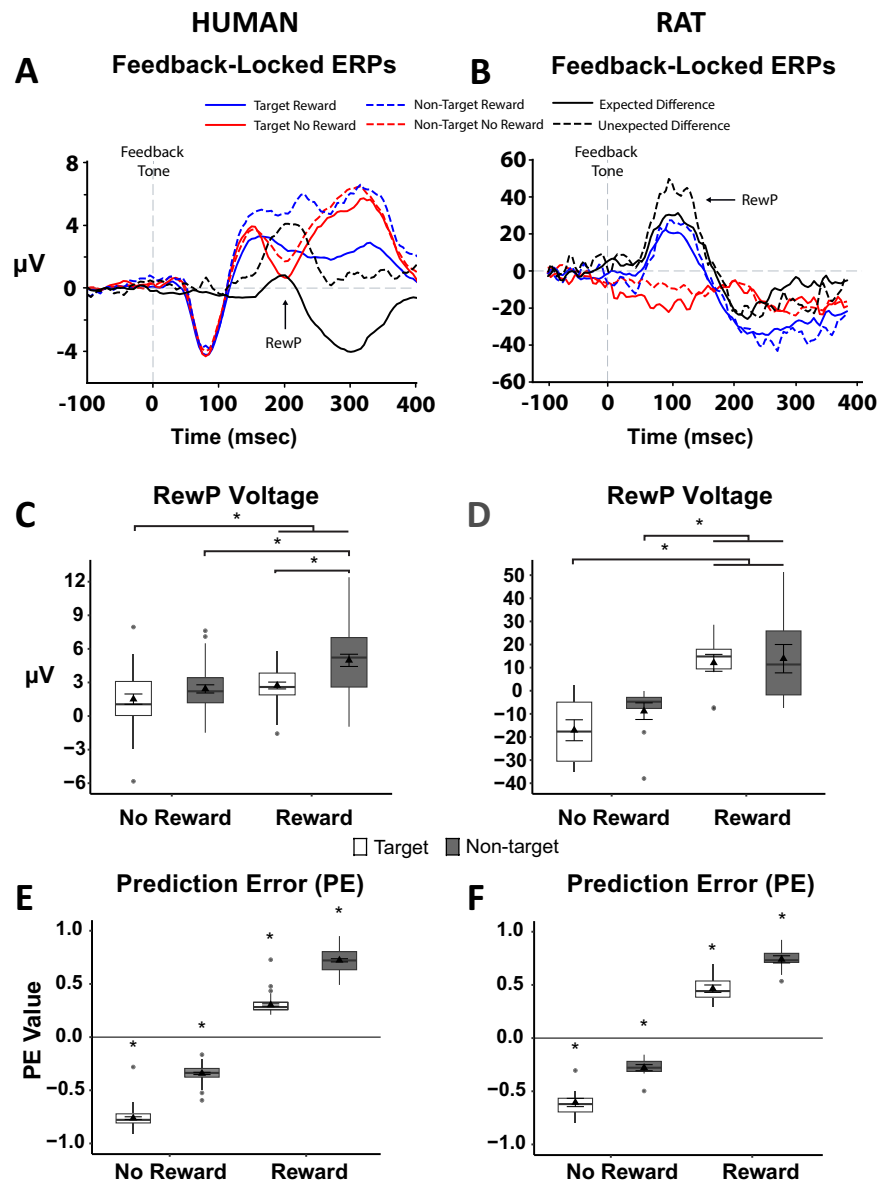 HUMAN RAT
A Feedback-Locked ERPs B Feedback-Locked ERPs
Target Reward Non-Target Reward Expected Difference
Target No Reward Non-Target No Reward Unexpected Difference
Feedback Tone
8
4
0
-4
µV
RewP
-100 0 100 200 300 400
Time (msec)
Feedback Tone
60
40
20
0
-20
-40
-60
RewP
-100 0 100 200 300 400
Time (msec)
C RewP Voltage
* * *
12
9
6
3
0
−3
−6
µV
No Reward Reward
D RewP Voltage
* *
50
40
30
20
10
0
−10
−20
−30
−40
No Reward Reward
Target Non-target
E Prediction Error (PE)
1.0
0.5
0.0
−0.5
−1.0
PE Value
* * * *
No Reward Reward
F Prediction Error (PE)
1.0
0.5
0.0
−0.5
−1.0
* * * *
No Reward Reward